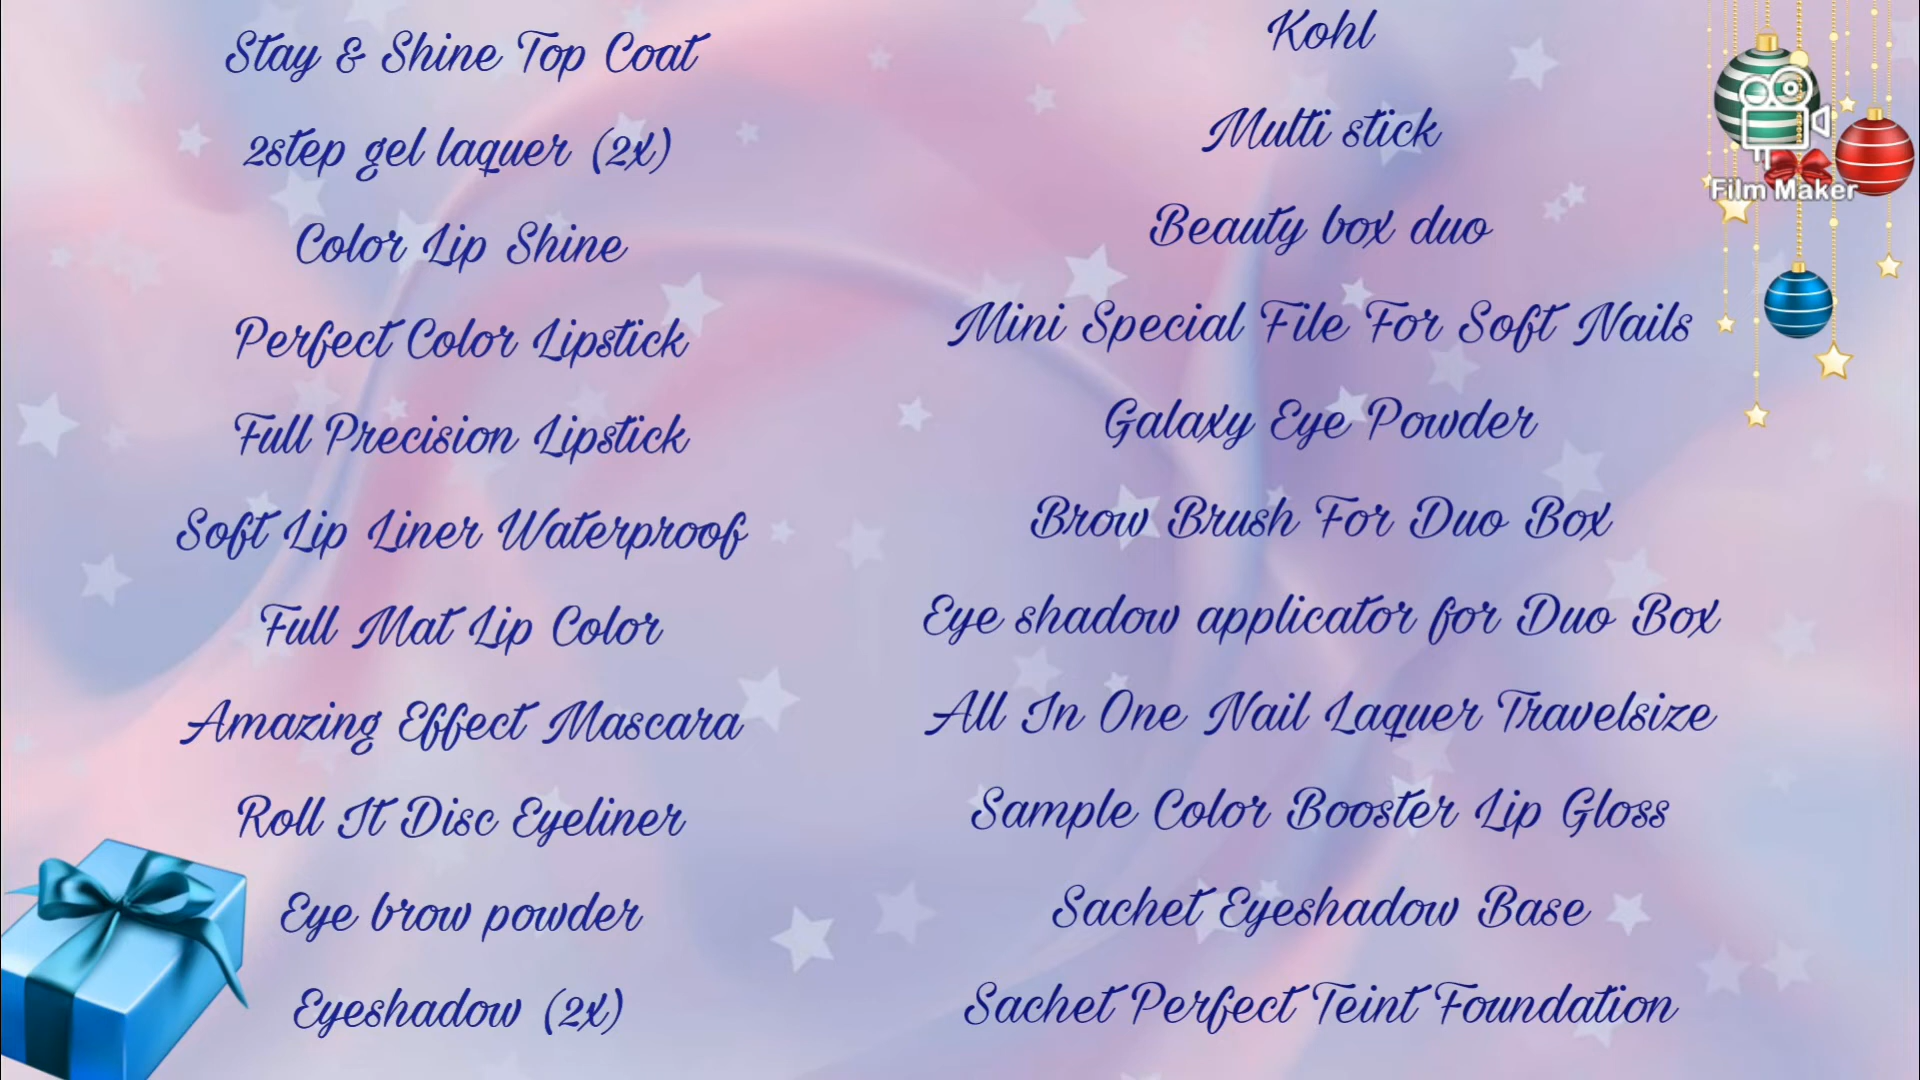 Stay & Shine Top Coat
2step gel laquer (2x)
Color Lip Shine
Perfect Color Lipstick
Full Precision Lipstick
Soft Lip Liner Waterproof
Full Mat Lip Color
Amazing Effect Mascara
Roll It Disc Eyeliner
Eye brow powder
Eyeshadow (2x)
Kohl
Multi stick
Beauty box duo
Mini Special File For Soft Nails
Galaxy Eye Powder
Brow Brush For Duo Box
Eye shadow applicator for Duo Box
All In One Nail Laquer Travelsize
Sample Color Booster Lip Gloss
Sachet Eyeshadow Base
Sachet Perfect Teint Foundation
Film Maker